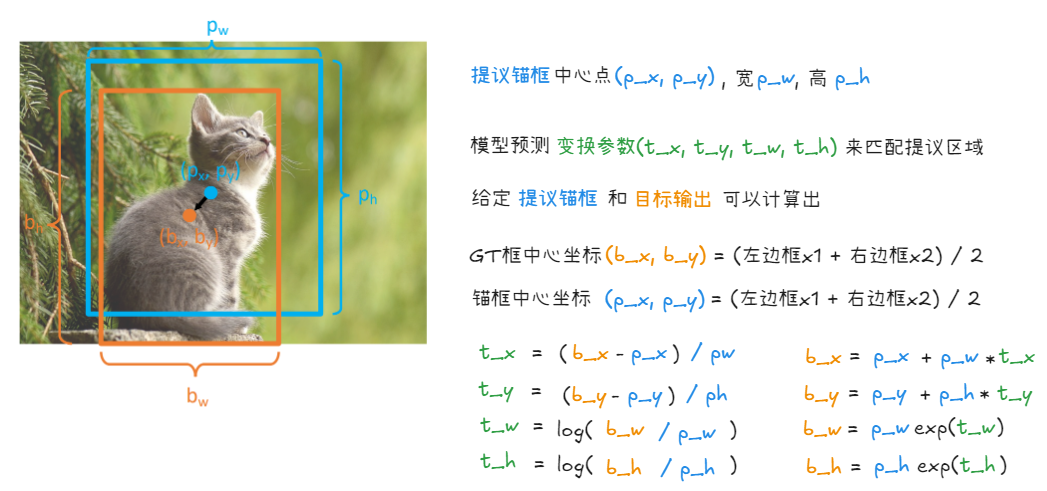 p_w
p_h
(p_x, p_y)
(b_x, b_y)
b_w
提议锚框 中心点(p_x, p_y) , 宽p_w, 高 p_h
模型预测 变换参数(t_x, t_y, t_w, t_h) 来匹配提议区域
给定 提议锚框 和 目标输出 可以计算出
GT框中心坐标(b_x, b_y) = (左边框x1 + 右边框x2) / 2
锚框中心坐标 (p_x, p_y) = (左边框x1 + 右边框x2) / 2
t_x = (b_x - p_x) / pw
t_y = (b_y - p_y) / ph
t_w = log( b_w / p_w )
t_h = log( b_h / p_h )
b_x = p_x + p_w * t_x
b_y = p_y + p_h * t_y
b_w = p_w exp(t_w)
b_h = p_h exp(t_h)